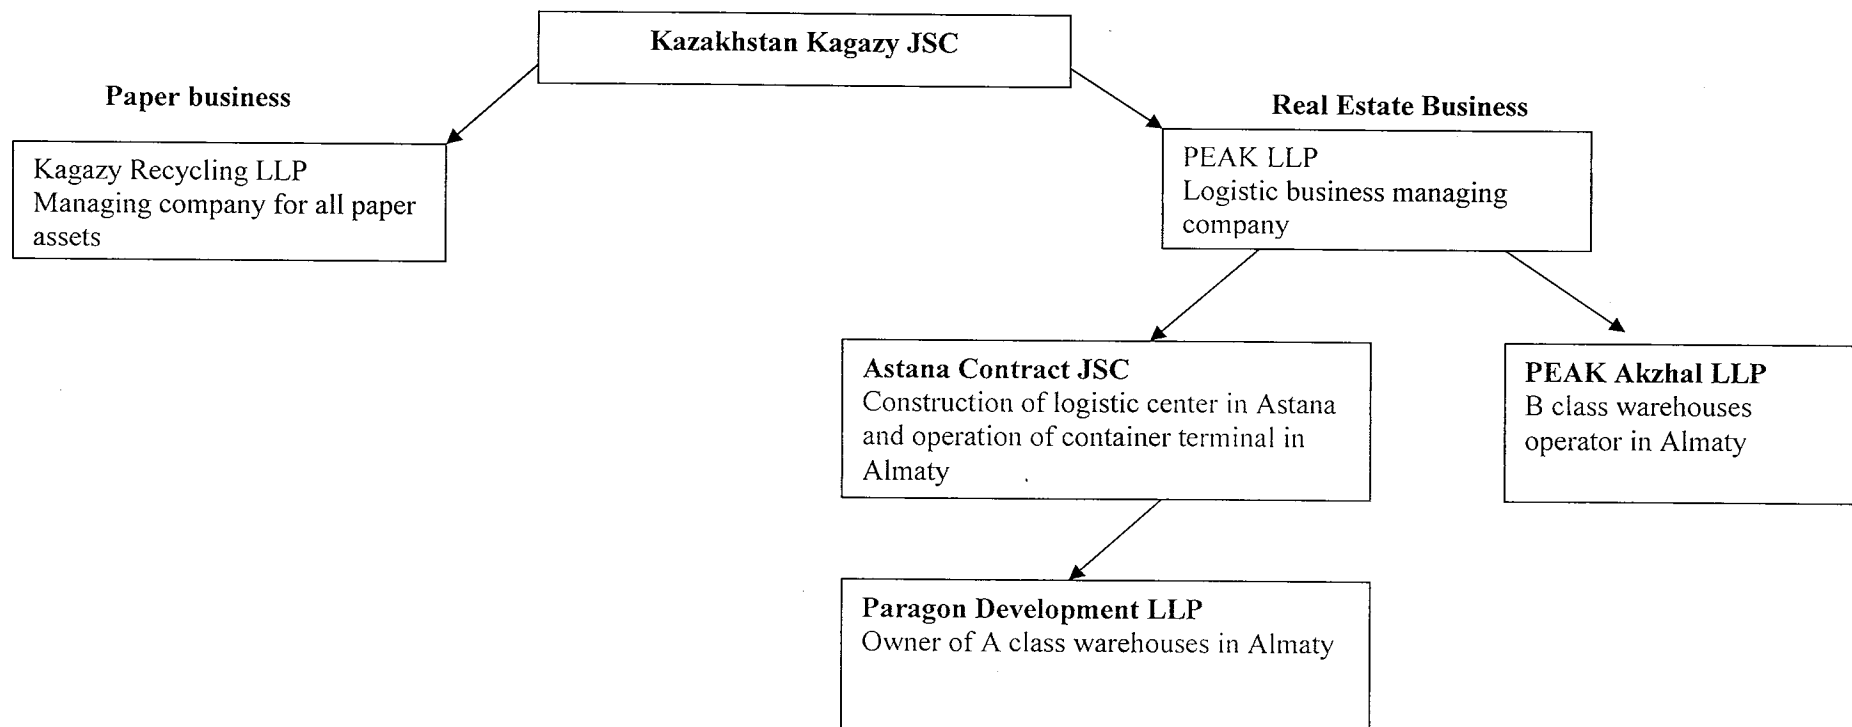 Kazakhstan Kagazy JSC
Paper business
Real Estate Business
Kagazy Recycling LLP
Managing company for all paper
assets
PEAK LLP
Logistic business managing
company
Astana Contract JSC
Construction of logistic center in Astana
and operation of container terminal in
Almaty
PEAK Akzhal LLP
B class warehouses
operator in Almaty
Paragon Development LLP
Owner of A class warehouses in Almaty